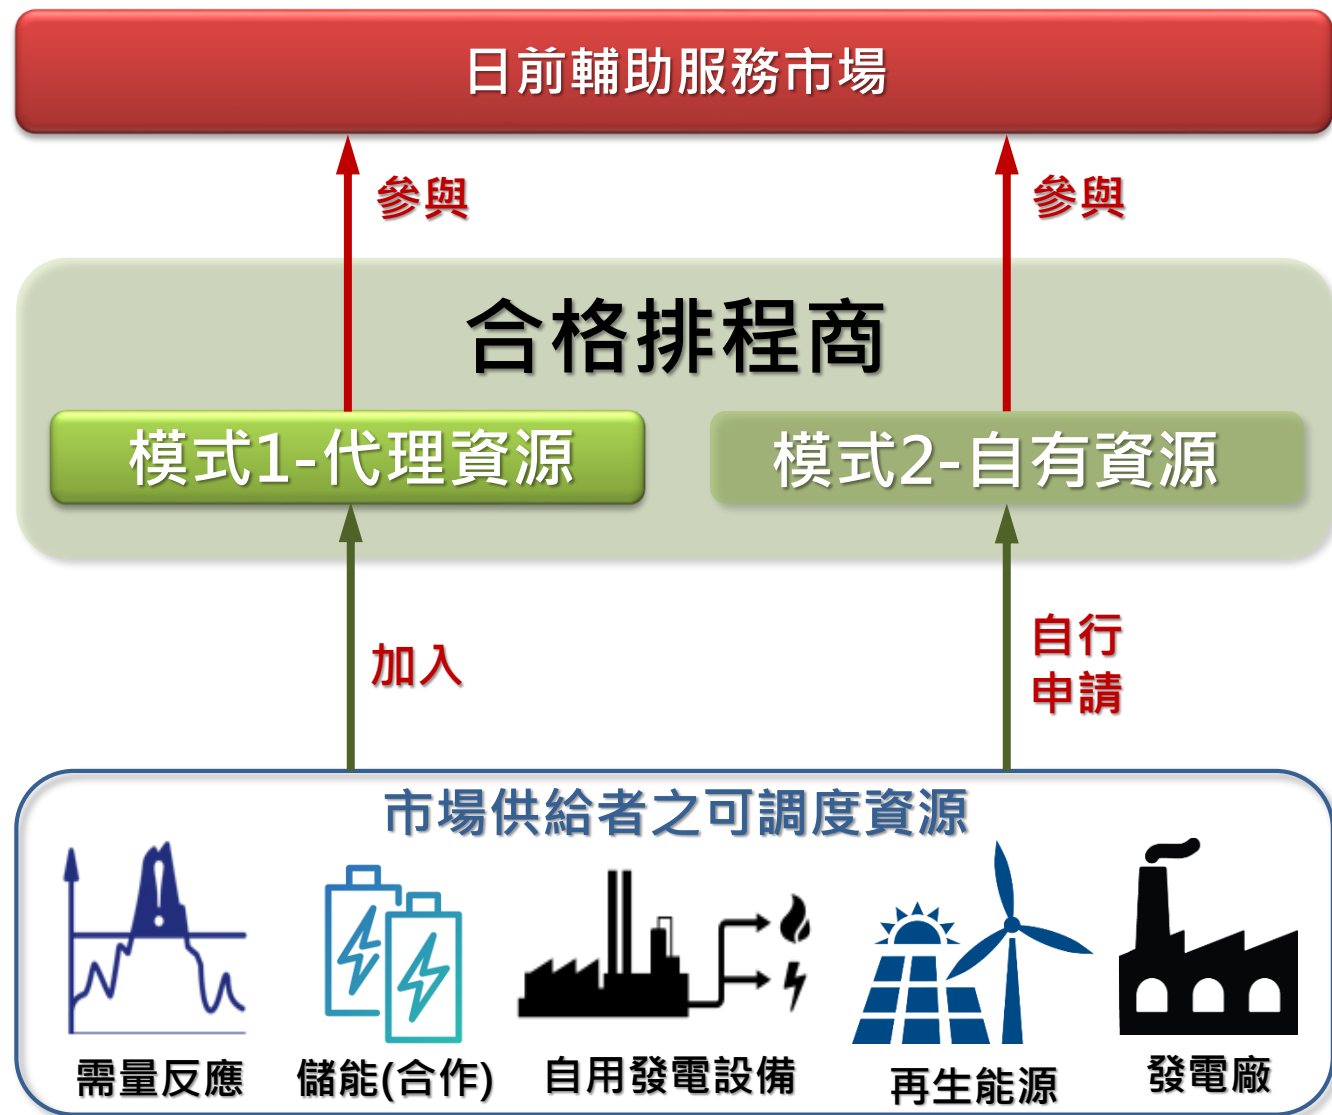 日前輔助服務市場
參與
參與
合格排程商
模式1-代理資源
模式2-自有資源
加入
自行
申請
市場供給者之可調度資源
需量反應
儲能(合作)
自用發電設備
再生能源
發電廠